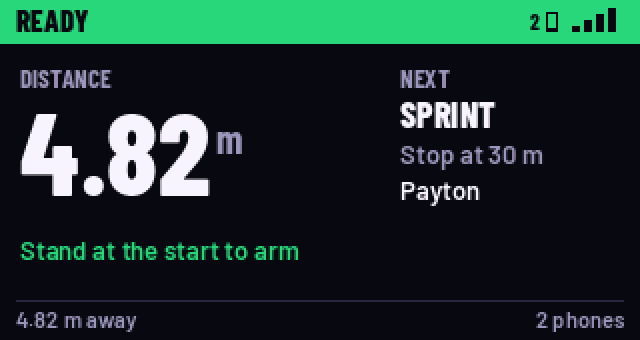 READY
2
DISTANCE
4.82 m
NEXT
SPRINT
Stop at 30 m
Payton
Stand at the start to arm
4.82 m away
2 phones